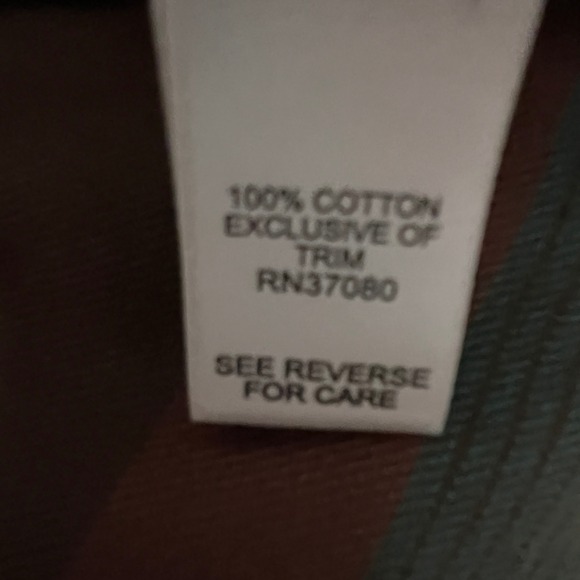 100% COTTON
EXCLUSIVE OF
TRIM
RN37080
SEE REVERSE
FOR CARE